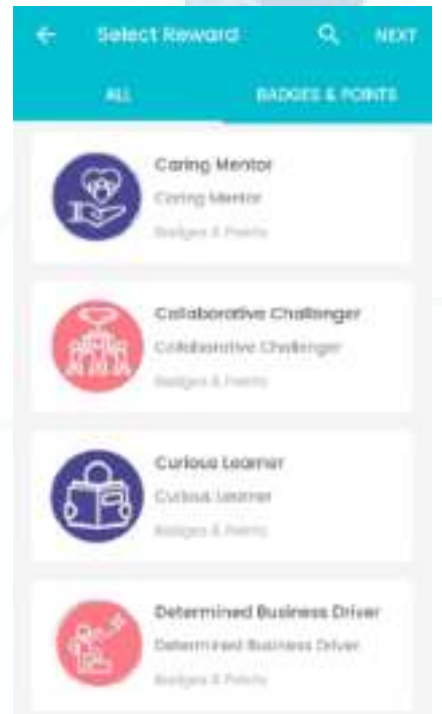 Select Reward
NEXT
ALL
BADGES & POINTS
Caring Mentor
Caring Mentor
Badges & Points
Collaborative Challenger
Collaborative Challenger
Badges & Points
Curious Learner
Curious Learner
Badges & Points
Determined Business Driver
Determined Business Driver
Badges & Points